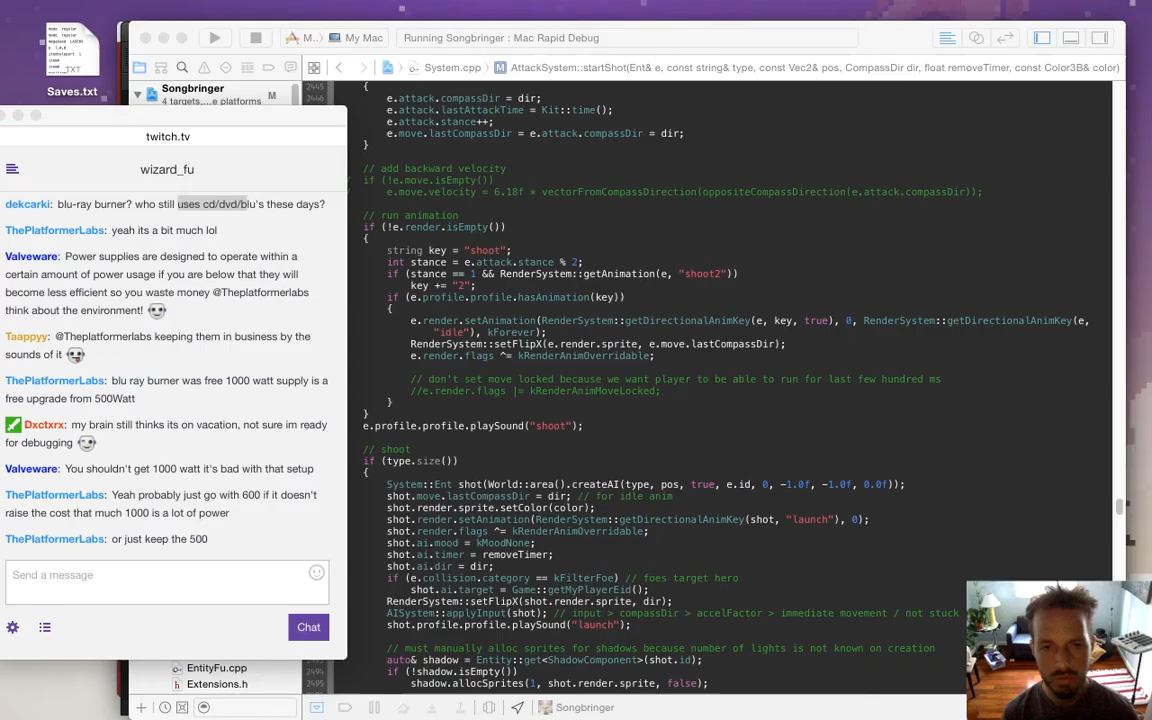 Saves.txt
TXT
M..
My Mac
Running Songbringer : Mac Rapid Debug
System.cpp
AttackSystem::startShot(Ent& e, const string& type, const Vec2& pos, CompassDir dir, float removeTimer, const Color3B& color)
Songbringer
M
4 targets,...e platforms
twitch.tv
wizard_fu
dekcarki: blu-ray burner? who still uses cd/dvd/blu's these days?
ThePlatformerLabs: yeah its a bit much lol
Valveware: Power supplies are designed to operate within a
certain amount of power usage if you are below that they will
become less efficient so you waste money @Theplatformerlabs
think about the environment!
Taappyy: @Theplatformerlabs keeping them in business by the
sounds of it
ThePlatformerLabs: blu ray burner was free 1000 watt supply is a
free upgrade from 500Watt
Dxctxrx: my brain still thinks its on vacation, not sure im ready
for debugging
Valveware: You shouldn't get 1000 watt it's bad with that setup
ThePlatformerLabs: Yeah probably just go with 600 if it doesn't
raise the cost that much 1000 is a lot of power
ThePlatformerLabs: or just keep the 500
Send a message
Chat
EntityFu.cpp
Extensions.h
2445
2446
{
e.attack.compassDir = dir;
e.attack.lastAttackTime = Kit::time();
e.attack.stance++;
e.move.lastCompassDir = e.attack.compassDir = dir;
}
// add backward velocity
// if (!e.move.isEmpty())
//    e.move.velocity = 6.18f * vectorFromCompassDirection(oppositeCompassDirection(e.attack.compassDir));
// run animation
if (!e.render.isEmpty())
{
string key = "shoot";
int stance = e.attack.stance % 2;
if (stance == 1 && RenderSystem::getAnimation(e, "shoot2"))
key += "2";
if (e.profile.profile.hasAnimation(key))
{
e.render.setAnimation(RenderSystem::getDirectionalAnimKey(e, key, true), 0, RenderSystem::getDirectionalAnimKey(e,
"idle"), kForever);
RenderSystem::setFlipX(e.render.sprite, e.move.lastCompassDir);
e.render.flags ^= kRenderAnimOverridable;
// don't set move locked because we want player to be able to run for last few hundred ms
//e.render.flags |= kRenderAnimMoveLocked;
}
}
e.profile.profile.playSound("shoot");
// shoot
if (type.size())
{
System::Ent shot(World::area().createAI(type, pos, true, e.id, 0, -1.0f, -1.0f, 0.0f));
shot.move.lastCompassDir = dir; // for idle anim
shot.render.sprite.setColor(color);
shot.render.setAnimation(RenderSystem::getDirectionalAnimKey(shot, "launch"), 0);
shot.render.flags ^= kRenderAnimOverridable;
shot.ai.mood = kMoodNone;
shot.ai.timer = removeTimer;
shot.ai.dir = dir;
if (e.collision.category == kFilterFoe) // foes target hero
shot.ai.target = Game::getMyPlayerEid();
RenderSystem::setFlipX(shot.render.sprite, dir);
AISystem::applyInput(shot); // input > compassDir > accelFactor > immediate movement / not stuck
shot.profile.profile.playSound("launch");
// must manually alloc sprites for shadows because number of lights is not known on creation
auto& shadow = Entity::get<ShadowComponent>(shot.id);
if (!shadow.isEmpty())
shadow.allocSprites(1, shot.render.sprite, false);
2494
2495
Songbringer